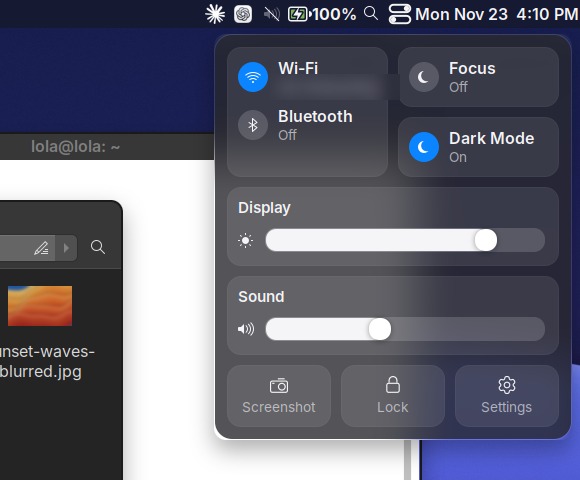 100% Mon Nov 23 4:10 PM
lola@lola: ~
Wi-Fi
Bluetooth
Off
Focus
Off
Dark Mode
On
Display
Sound
Screenshot
Lock
Settings
unset-waves-
blurred.jpg